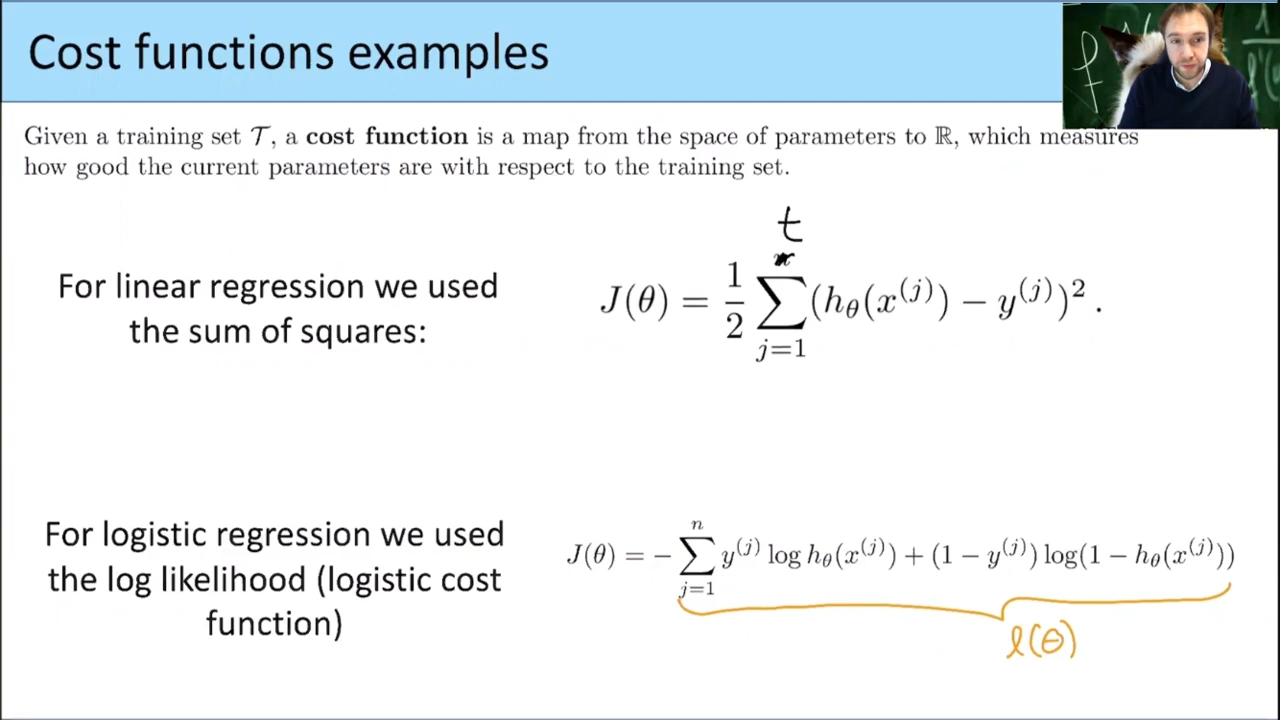 Cost functions examples
Given a training set 𝒯, a cost function is a map from the space of parameters to ℝ, which measures
how good the current parameters are with respect to the training set.
t
For linear regression we used
the sum of squares:
J(θ) = 1/2 ∑_{j=1} (h_θ(x^{(j)}) − y^{(j)})² .
For logistic regression we used
the log likelihood (logistic cost
function)
J(θ) = − ∑_{j=1}^{n} y^{(j)} log h_θ(x^{(j)}) + (1 − y^{(j)}) log(1 − h_θ(x^{(j)}))
ℓ(θ)